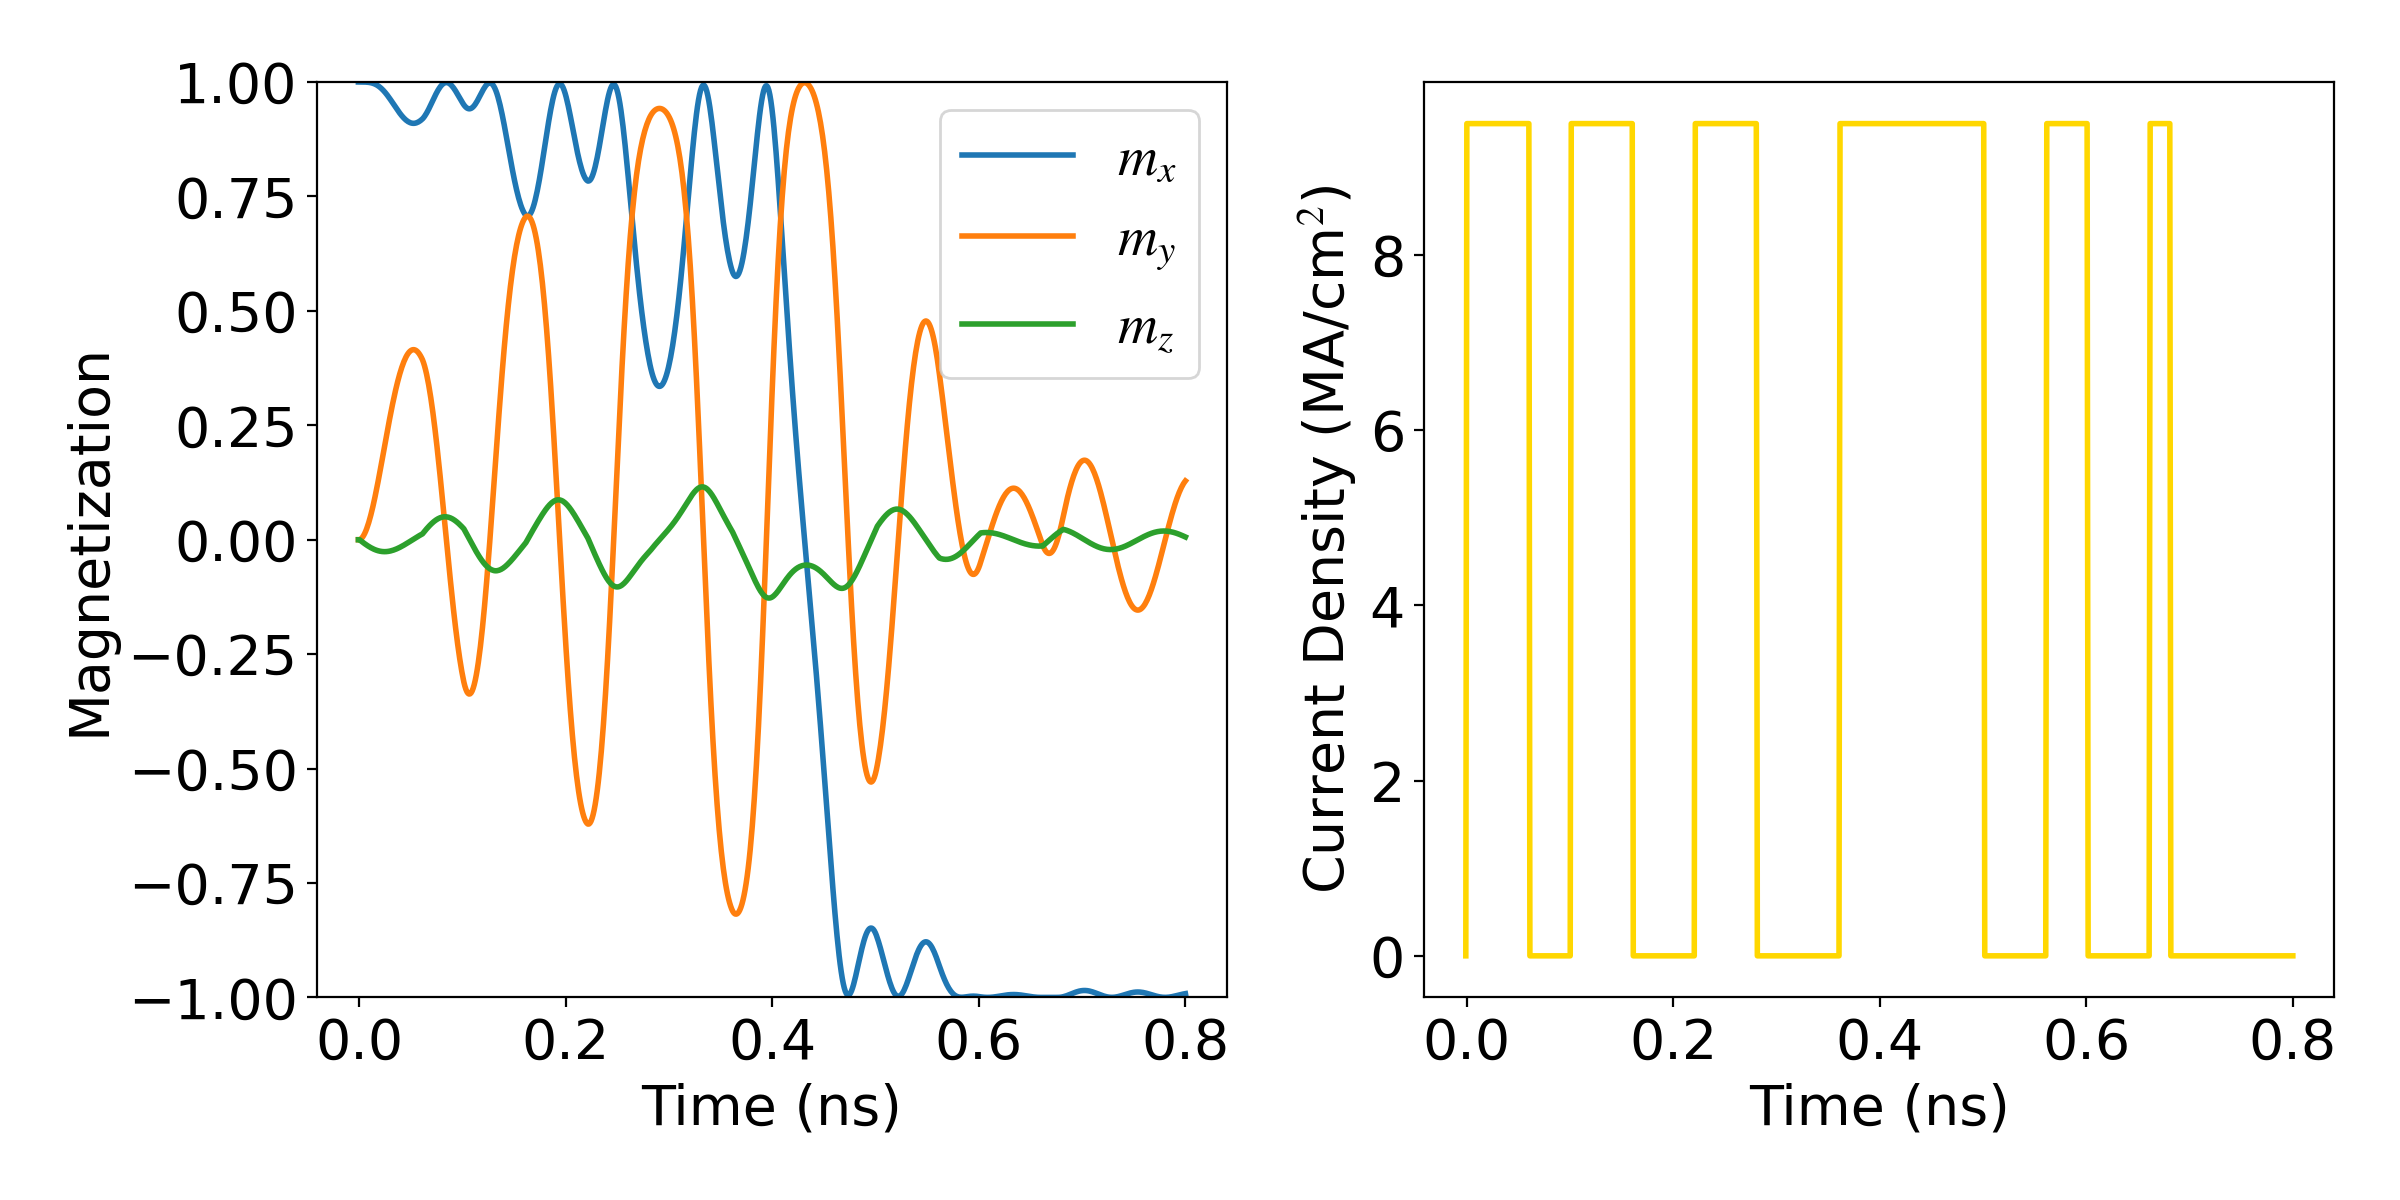 Magnetization
1.00
0.75
0.50
0.25
0.00
−0.25
−0.50
−0.75
−1.00
0.0 0.2 0.4 0.6 0.8
Time (ns)
m_x
m_y
m_z
Current Density (MA/cm²)
8
6
4
2
0
0.0 0.2 0.4 0.6 0.8
Time (ns)